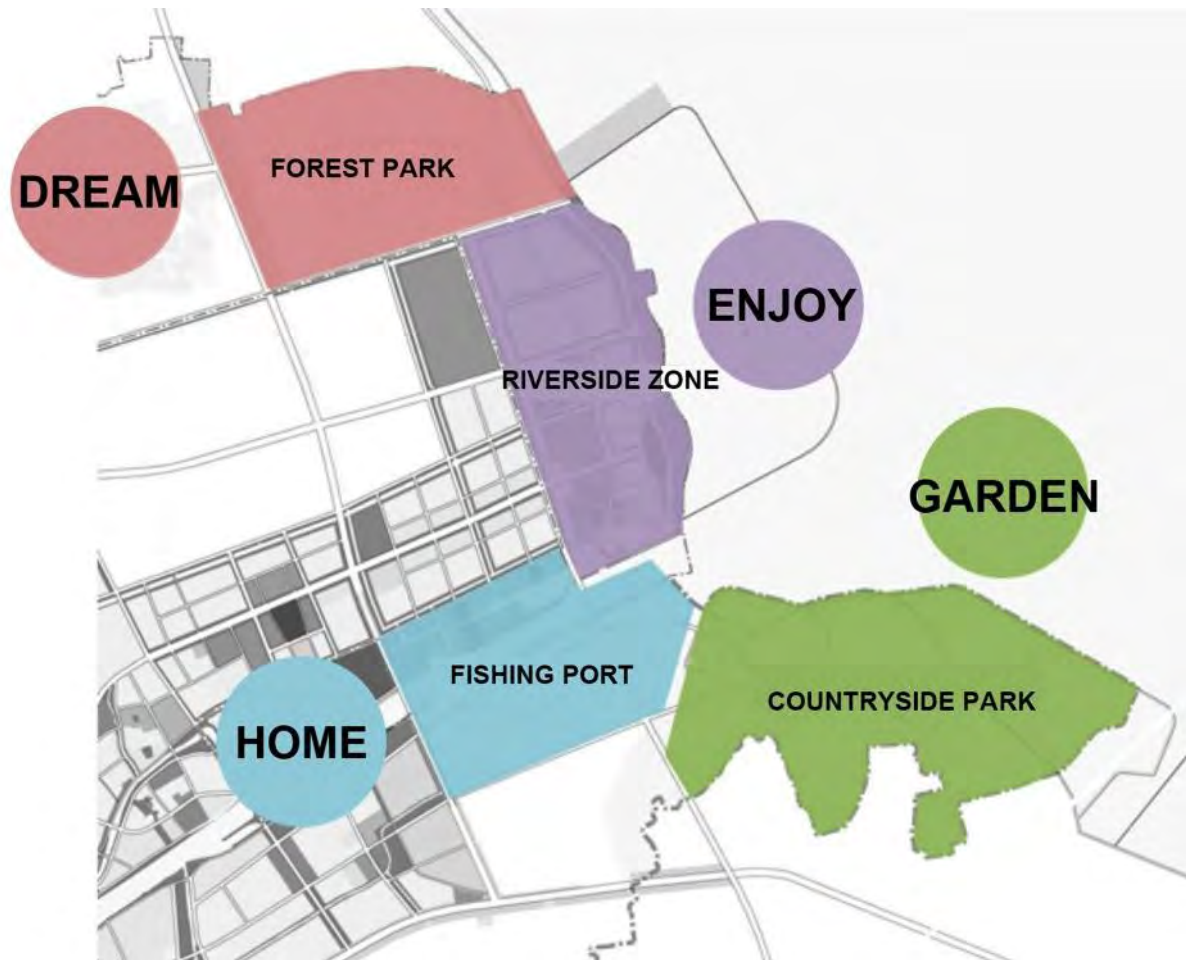 FOREST PARK
DREAM
ENJOY
RIVERSIDE ZONE
GARDEN
FISHING PORT
COUNTRYSIDE PARK
HOME